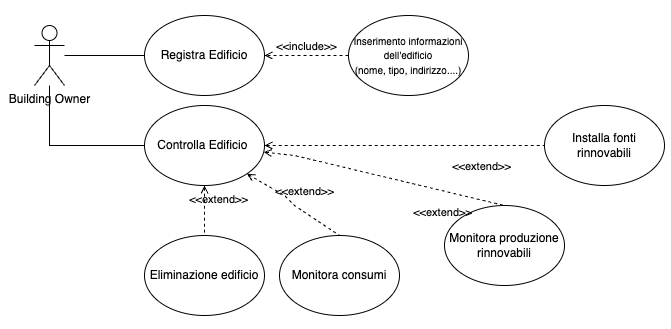 Registra Edificio
<<include>>
Inserimento informazioni
dell'edificio
(nome, tipo, indirizzo....)
Building Owner
Controlla Edificio
Installa fonti
rinnovabili
<<extend>>
<<extend>>
<<extend>>
<<extend>>
Monitora produzione
rinnovabili
Eliminazione edificio
Monitora consumi